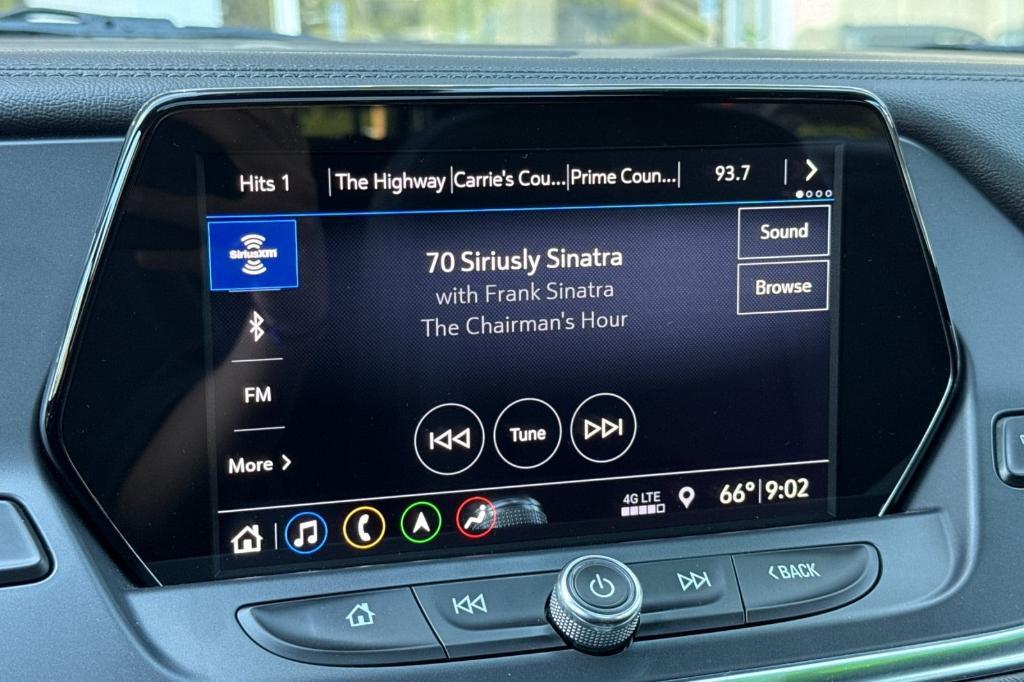 Hits 1 The Highway Carrie's Cou... Prime Coun... 93.7
Sound
Browse
SiriusXM
70 Siriusly Sinatra
with Frank Sinatra
The Chairman's Hour
FM
Tune
More
4G LTE
66° 9:02
BACK